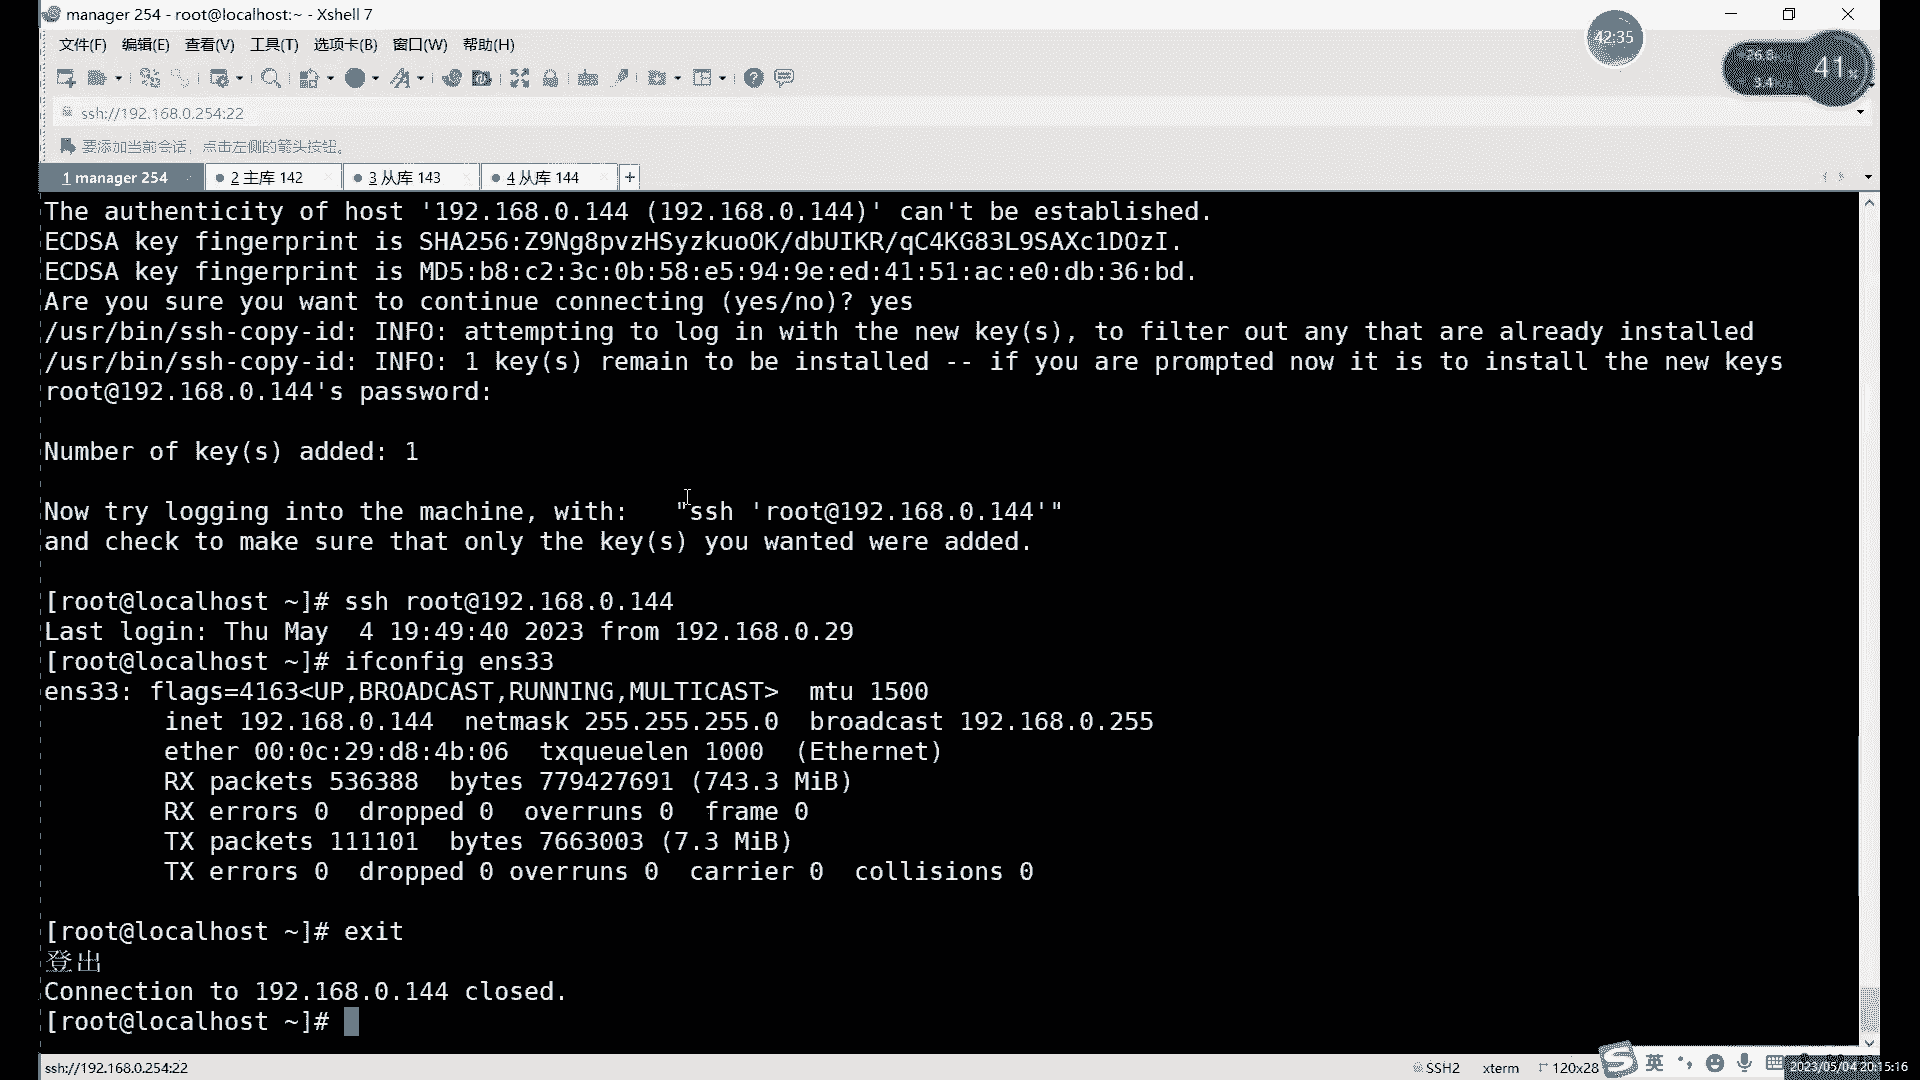 manager 254 - root@localhost:~ - Xshell 7
42:35
文件(F) 编辑(E) 查看(V) 工具(T) 选项卡(B) 窗口(W) 帮助(H)
41%
ssh://192.168.0.254:22
要添加当前会话，点击左侧的箭头按钮。
1 manager 254 2 主库 142 3 从库 143 4 从库 144 +
The authenticity of host '192.168.0.144 (192.168.0.144)' can't be established.
ECDSA key fingerprint is SHA256:Z9Ng8pvzHSyzkuoOK/dbUIKR/qC4KG83L9SAXc1DOzI.
ECDSA key fingerprint is MD5:b8:c2:3c:0b:58:e5:94:9e:ed:41:51:ac:e0:db:36:bd.
Are you sure you want to continue connecting (yes/no)? yes
/usr/bin/ssh-copy-id: INFO: attempting to log in with the new key(s), to filter out any that are already installed
/usr/bin/ssh-copy-id: INFO: 1 key(s) remain to be installed -- if you are prompted now it is to install the new keys
root@192.168.0.144's password:
Number of key(s) added: 1
Now try logging into the machine, with:   "ssh 'root@192.168.0.144'"
and check to make sure that only the key(s) you wanted were added.
[root@localhost ~]# ssh root@192.168.0.144
Last login: Thu May  4 19:49:40 2023 from 192.168.0.29
[root@localhost ~]# ifconfig ens33
ens33: flags=4163<UP,BROADCAST,RUNNING,MULTICAST>  mtu 1500
inet 192.168.0.144  netmask 255.255.255.0  broadcast 192.168.0.255
ether 00:0c:29:d8:4b:06  txqueuelen 1000  (Ethernet)
RX packets 536388  bytes 779427691 (743.3 MiB)
RX errors 0  dropped 0  overruns 0  frame 0
TX packets 111101  bytes 7663003 (7.3 MiB)
TX errors 0  dropped 0 overruns 0  carrier 0  collisions 0
[root@localhost ~]# exit
登出
Connection to 192.168.0.144 closed.
[root@localhost ~]#
ssh://192.168.0.254:22 SSH2 xterm 120x28 英 2023/05/04 20:15:16